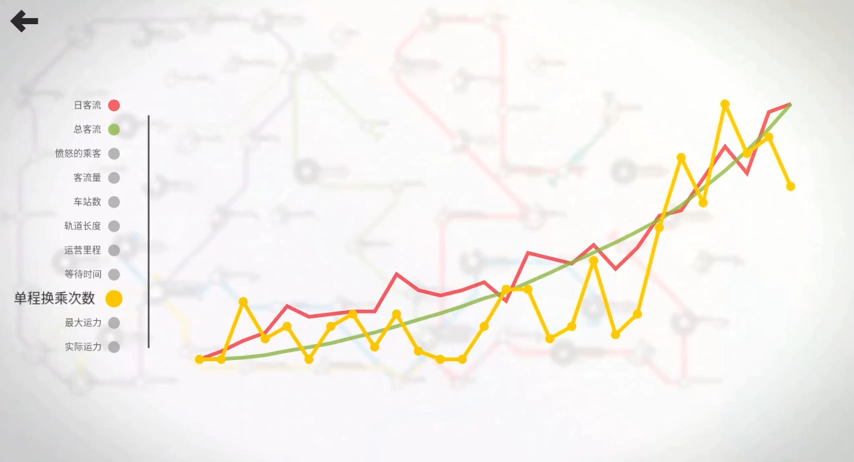 日客流
总客流
愤怒的乘客
客流量
车站数
轨道长度
运营里程
等待时间
单程换乘次数
最大运力
实际运力